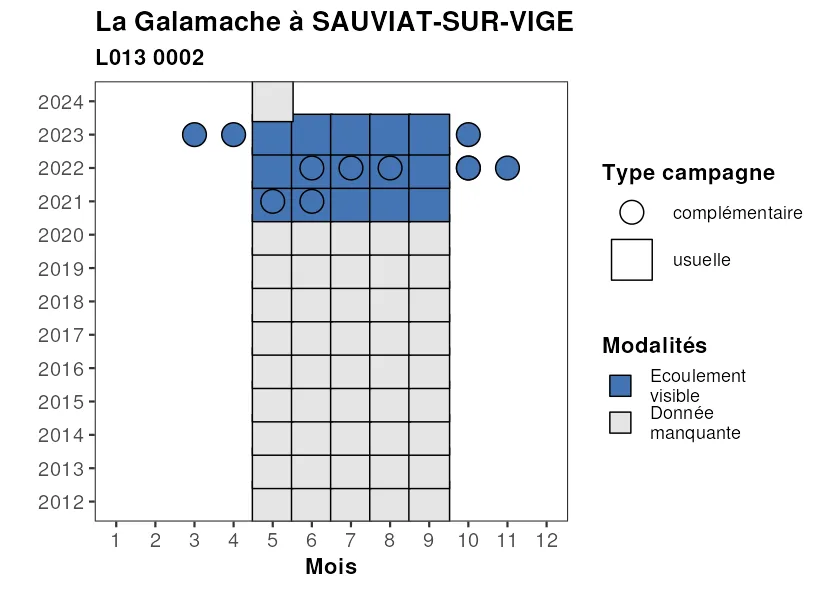 La Galamache à SAUVIAT-SUR-VIGE
L013 0002
2024
2023
2022
2021
2020
2019
2018
2017
2016
2015
2014
2013
2012
1 2 3 4 5 6 7 8 9 10 11 12
Mois
Type campagne
complémentaire
usuelle
Modalités
Ecoulement
visible
Donnée
manquante